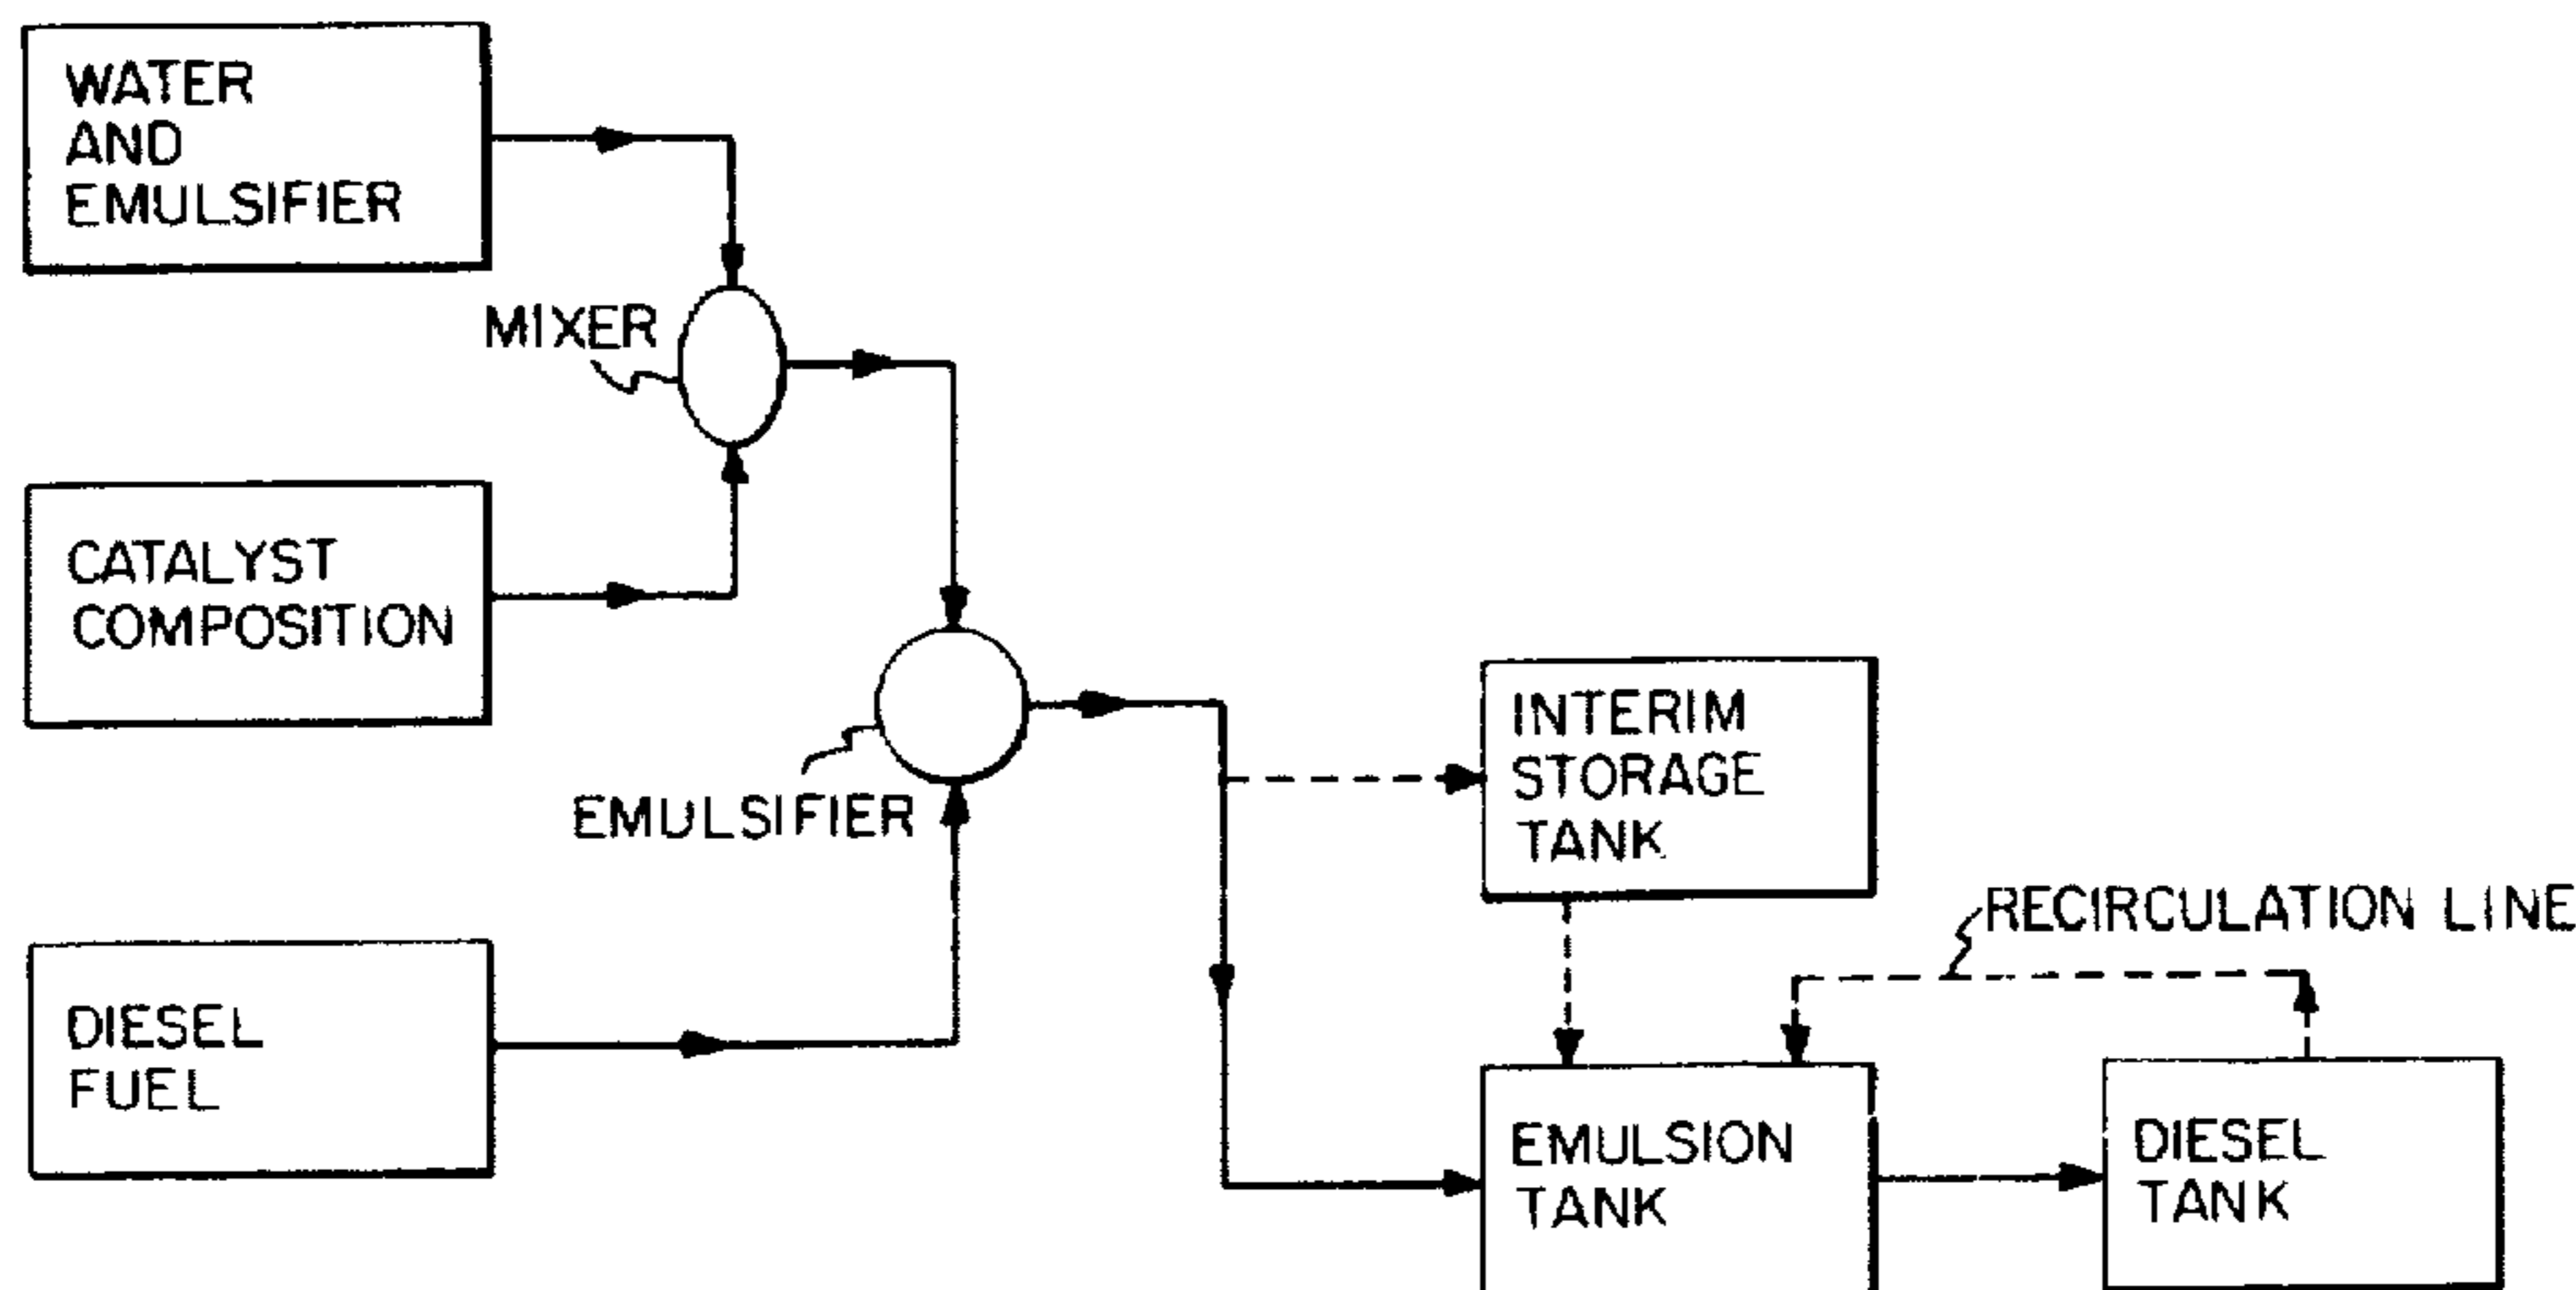 WATER
AND
EMULSIFIER
MIXER
CATALYST
COMPOSITION
EMULSIFIER
INTERIM
STORAGE
TANK
RECIRCULATION LINE
DIESEL
FUEL
EMULSION
TANK
DIESEL
TANK